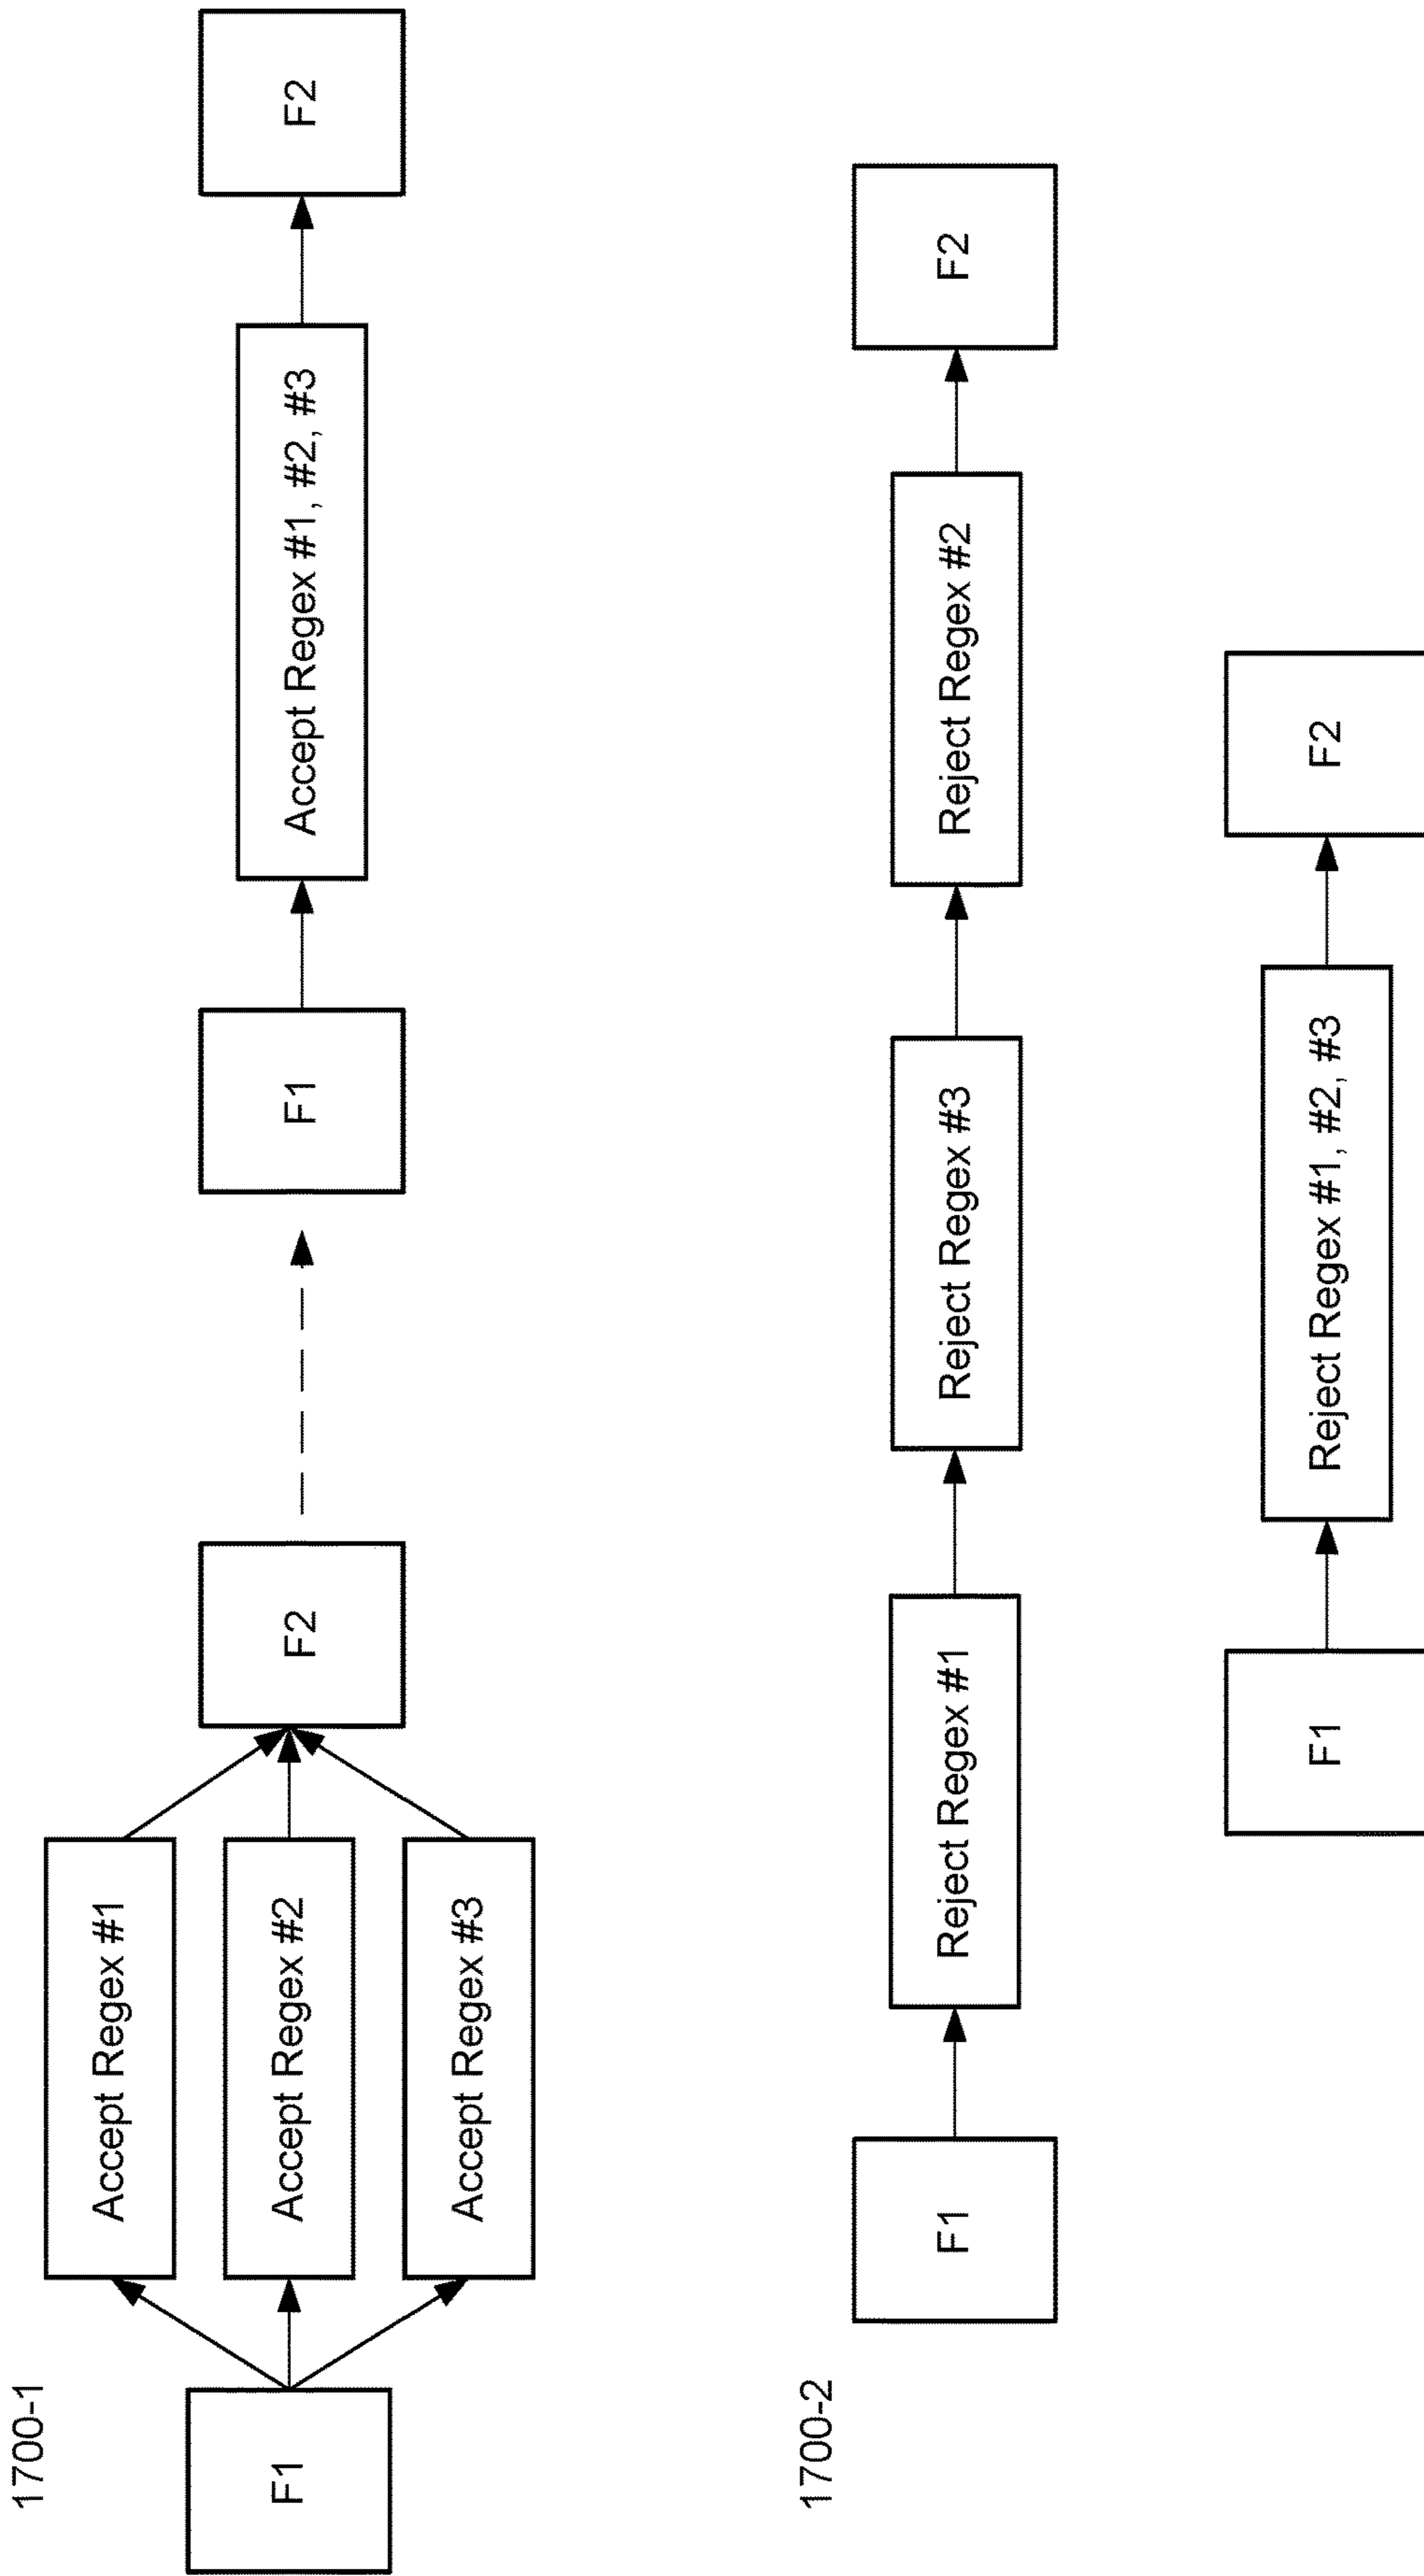 1700-1
F1
Accept Regex #1
Accept Regex #2
Accept Regex #3
F2
F1
Accept Regex #1, #2, #3
F2
1700-2
F1
Reject Regex #1
Reject Regex #3
Reject Regex #2
F2
F1
Reject Regex #1, #2, #3
F2